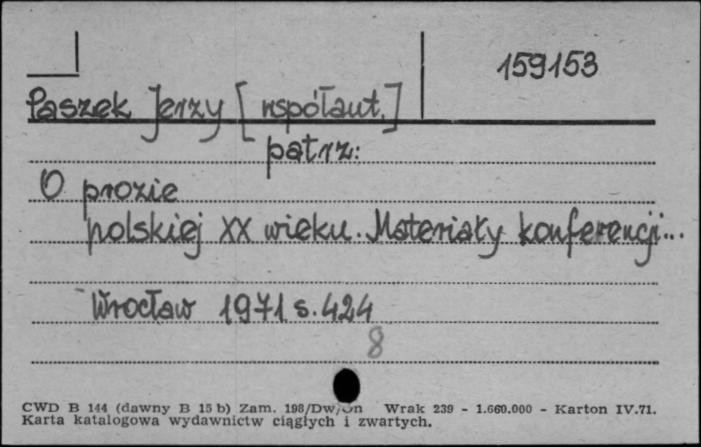 159153
Paszek Jerzy [współaut.]
patrz:
O prozie
polskiej XX wieku. Materiały konferencji...
Wrocław 1971 s. 424
8
CWD B 144 (dawny B 15 b) Zam. 198/Dw/On Wrak 239 - 1.660.000 - Karton IV.71.
Karta katalogowa wydawnictw ciągłych i zwartych.